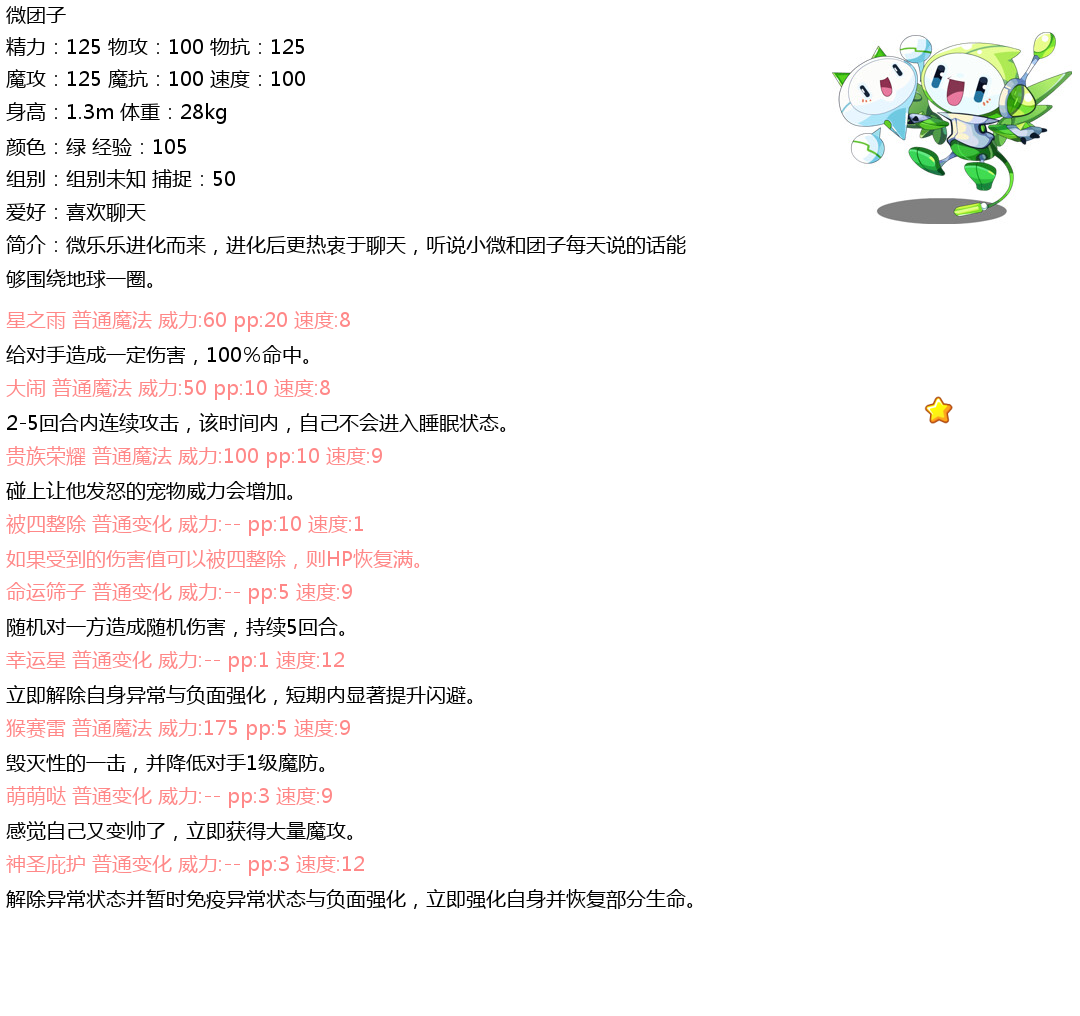 微团子
精力：125 物攻：100 物抗：125
魔攻：125 魔抗：100 速度：100
身高：1.3m 体重：28kg
颜色：绿 经验：105
组别：组别未知 捕捉：50
爱好：喜欢聊天
简介：微乐乐进化而来，进化后更热衷于聊天，听说小微和团子每天说的话能
够围绕地球一圈。
星之雨 普通魔法 威力:60 pp:20 速度:8
给对手造成一定伤害，100%命中。
大闹 普通魔法 威力:50 pp:10 速度:8
2-5回合内连续攻击，该时间内，自己不会进入睡眠状态。
贵族荣耀 普通魔法 威力:100 pp:10 速度:9
碰上让他发怒的宠物威力会增加。
被四整除 普通变化 威力:-- pp:10 速度:1
如果受到的伤害值可以被四整除，则HP恢复满。
命运筛子 普通变化 威力:-- pp:5 速度:9
随机对一方造成随机伤害，持续5回合。
幸运星 普通变化 威力:-- pp:1 速度:12
立即解除自身异常与负面强化，短期内显著提升闪避。
猴赛雷 普通魔法 威力:175 pp:5 速度:9
毁灭性的一击，并降低对手1级魔防。
萌萌哒 普通变化 威力:-- pp:3 速度:9
感觉自己又变帅了，立即获得大量魔攻。
神圣庇护 普通变化 威力:-- pp:3 速度:12
解除异常状态并暂时免疫异常状态与负面强化，立即强化自身并恢复部分生命。